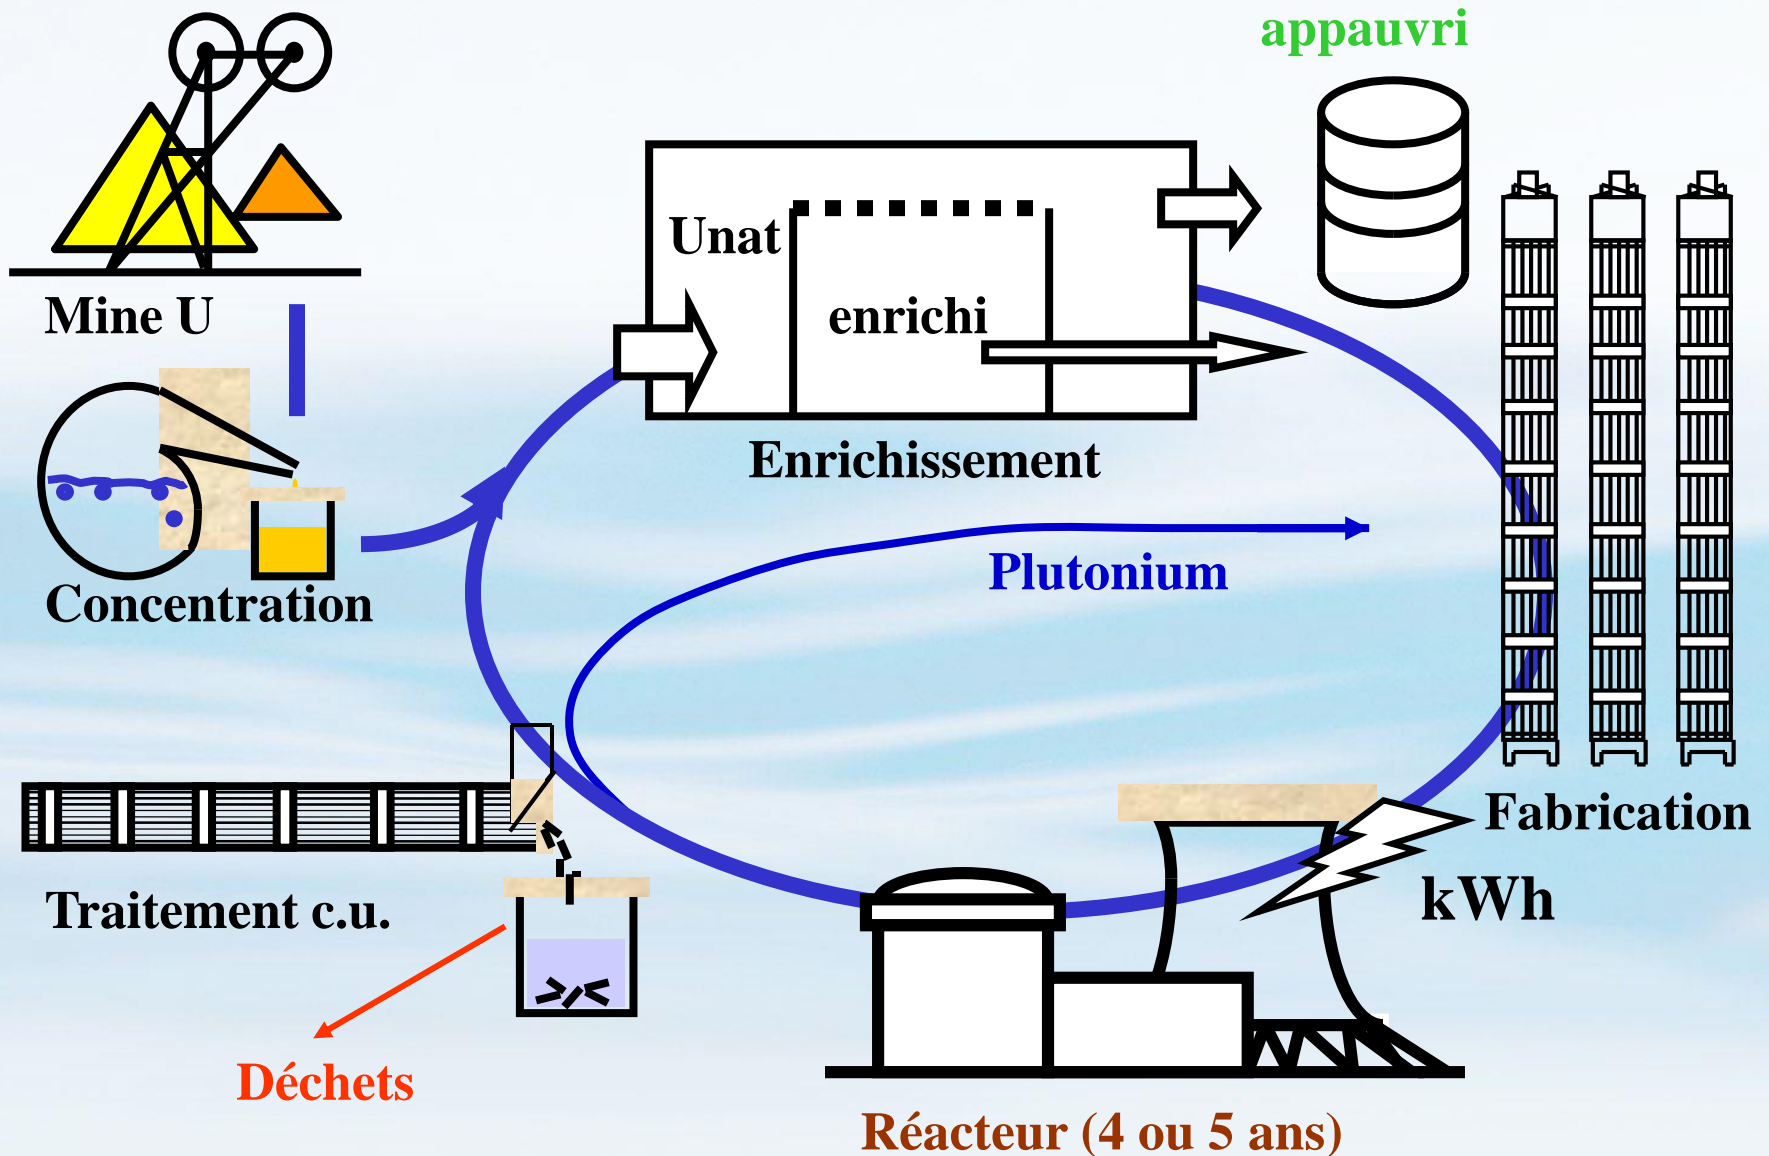 appauvri
Unat
Mine U
enrichi
Enrichissement
Plutonium
Concentration
Fabrication
kWh
Traitement c.u.
Déchets
Réacteur (4 ou 5 ans)